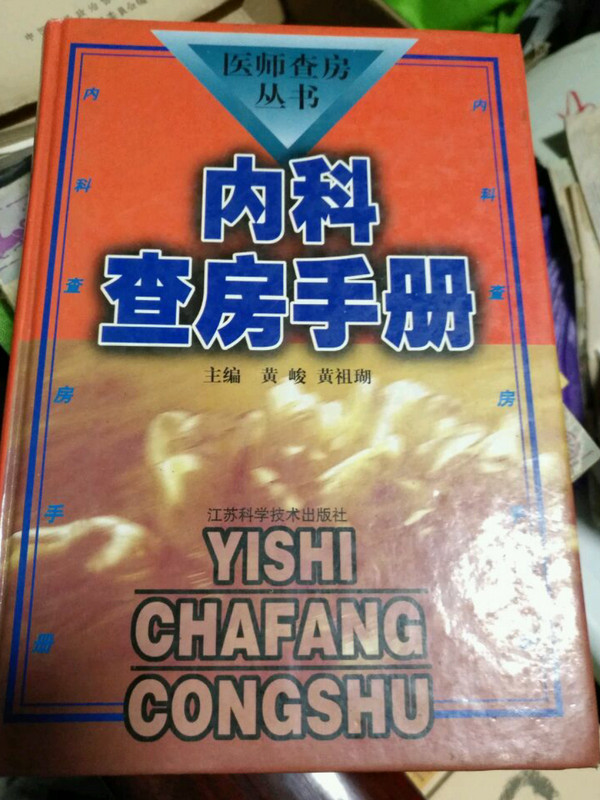 医师查房
丛书
内科
查房手册
主编 黄峻 黄祖瑚
江苏科学技术出版社
YISHI
CHAFANG
CONGSHU
内科查房手册
内科查房